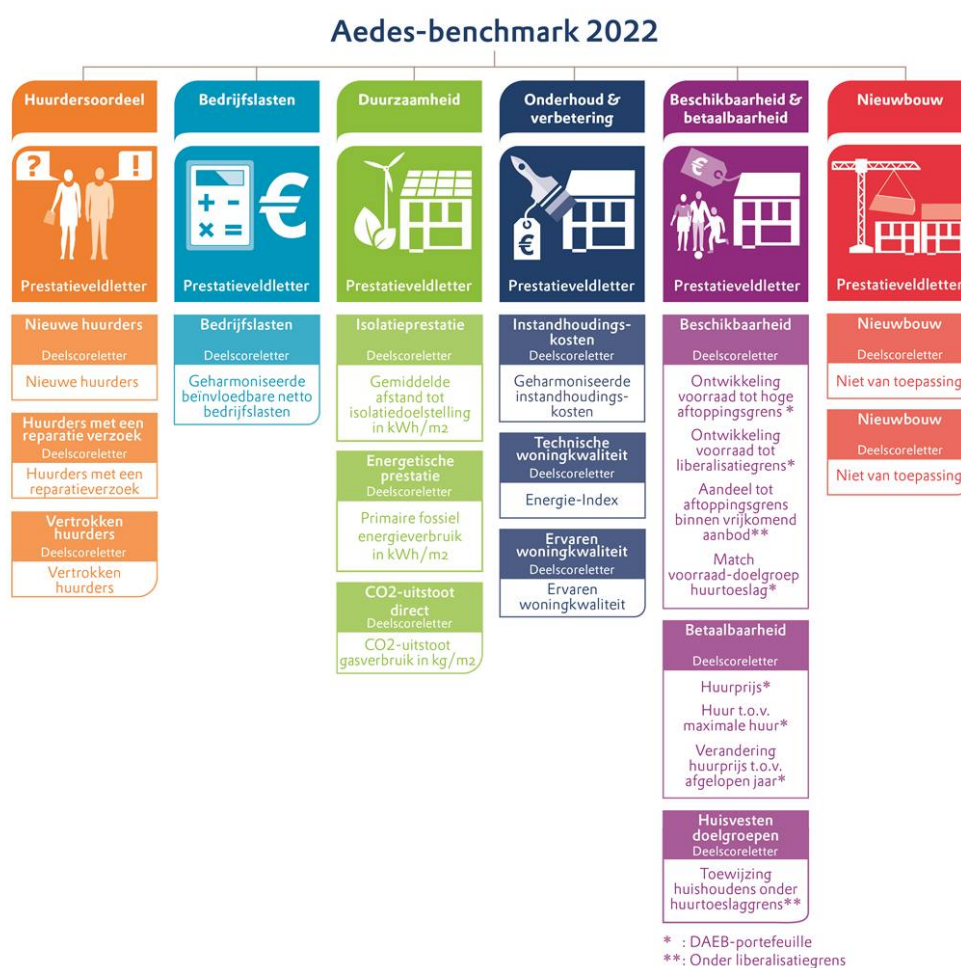 Aedes-benchmark 2022
Huurdersoordeel
? !
Prestatieveldletter
Nieuwe huurders
Deelscoreletter
Nieuwe huurders
Huurders met een
reparatie verzoek
Deelscoreletter
Huurders met een
reparatieverzoek
Vertrokken
huurders
Deelscoreletter
Vertrokken
huurders
Bedrijfslasten
+ -
× =
€
Prestatieveldletter
Bedrijfslasten
Deelscoreletter
Geharmoniseerde
beïnvloedbare netto
bedrijfslasten
Duurzaamheid
Prestatieveldletter
Isolatieprestatie
Deelscoreletter
Gemiddelde
afstand tot
isolatiedoelstelling
in kWh/m2
Energetische
prestatie
Deelscoreletter
Primaire fossiel
energieverbruik
in kWh/m2
CO2-uitstoot
direct
Deelscoreletter
CO2-uitstoot
gasverbruik in kg/m2
Onderhoud &
verbetering
€
Prestatieveldletter
Instandhoudings-
kosten
Deelscoreletter
Geharmoniseerde
instandhoudings-
kosten
Technische
woningkwaliteit
Deelscoreletter
Energie-Index
Ervaren
woningkwaliteit
Deelscoreletter
Ervaren
woningkwaliteit
Beschikbaarheid &
betaalbaarheid
€
Prestatieveldletter
Beschikbaarheid
Deelscoreletter
Ontwikkeling
voorraad tot hoge
aftoppingsgrens *
Ontwikkeling
voorraad tot
liberalisatiegrens*
Aandeel tot
aftoppingsgrens
binnen vrijkomend
aanbod**
Match
voorraad-doelgroep
huurtoeslag*
Betaalbaarheid
Deelscoreletter
Huurprijs*
Huur t.o.v.
maximale huur*
Verandering
huurprijs t.o.v.
afgelopen jaar*
Huisvesten
doelgroepen
Deelscoreletter
Toewijzing
huishoudens onder
huurtoeslaggrens**
* : DAEB-portefeuille
**: Onder liberalisatiegrens
Nieuwbouw
Prestatieveldletter
Nieuwbouw
Deelscoreletter
Niet van toepassing
Nieuwbouw
Deelscoreletter
Niet van toepassing